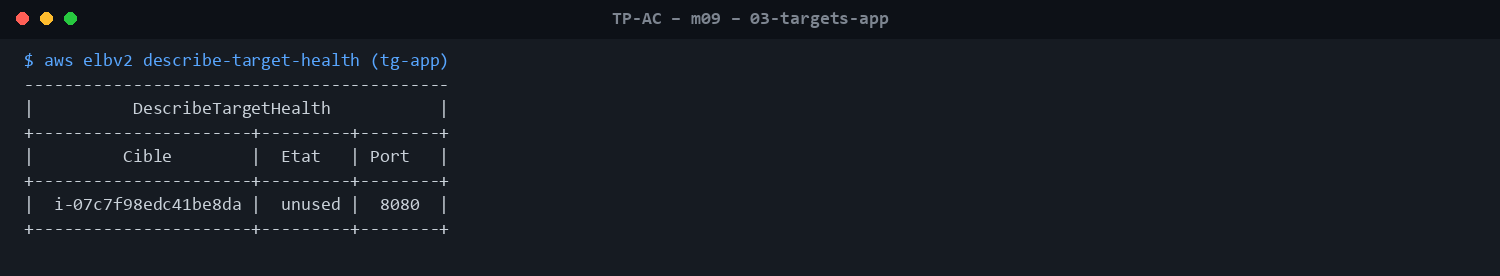 TP-AC – m09 – 03-targets-app
$ aws elbv2 describe-target-health (tg-app)
-------------------------------------------
|          DescribeTargetHealth           |
+----------------------+---------+--------+
|         Cible        |  Etat   | Port   |
+----------------------+---------+--------+
|  i-07c7f98edc41be8da |  unused |  8080  |
+----------------------+---------+--------+